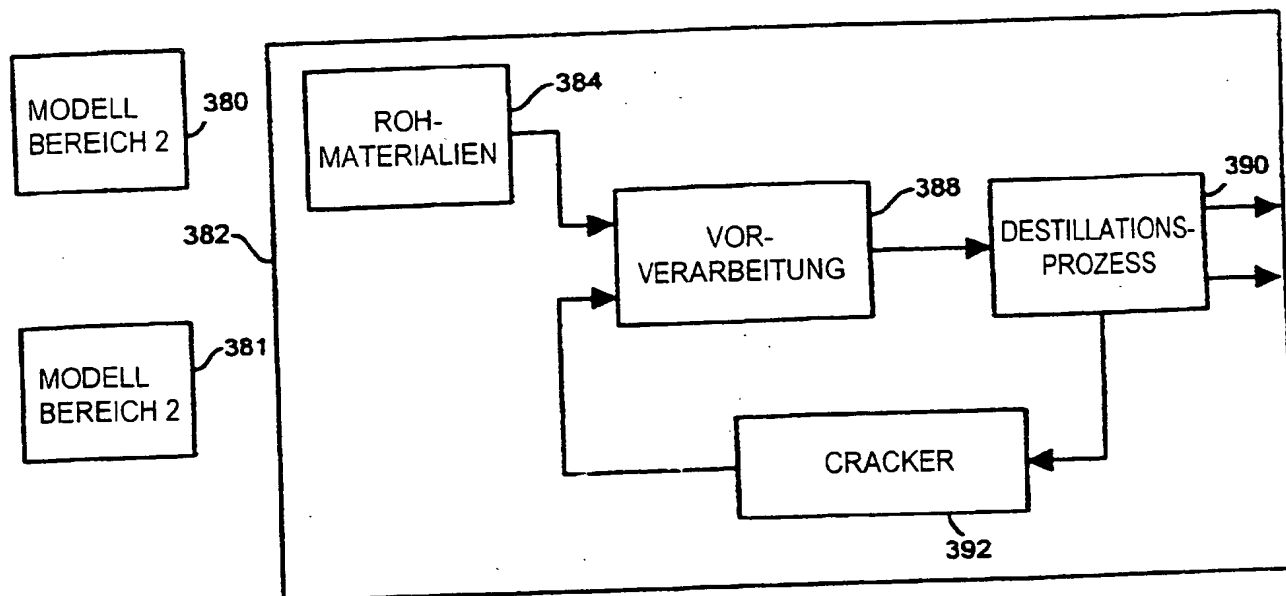 MODELL
BEREICH 2
380
382
MODELL
BEREICH 2
381
ROH-
MATERIALIEN
384
VOR-
VERARBEITUNG
388
DESTILLATIONS-
PROZESS
390
CRACKER
392